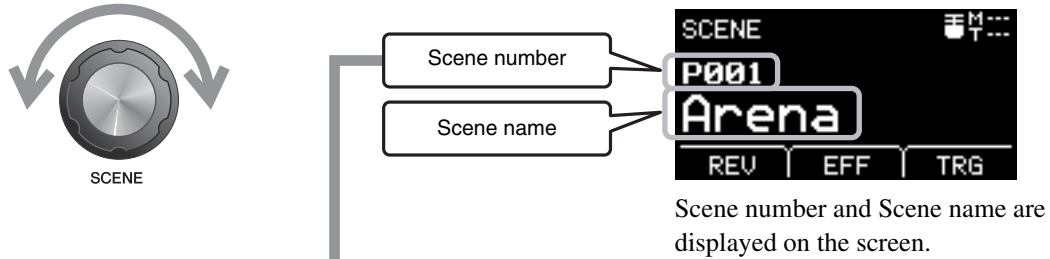 SCENE
Scene number
Scene name
SCENE
M---
T---
P001
Arena
REV EFF TRG
Scene number and Scene name are
displayed on the screen.